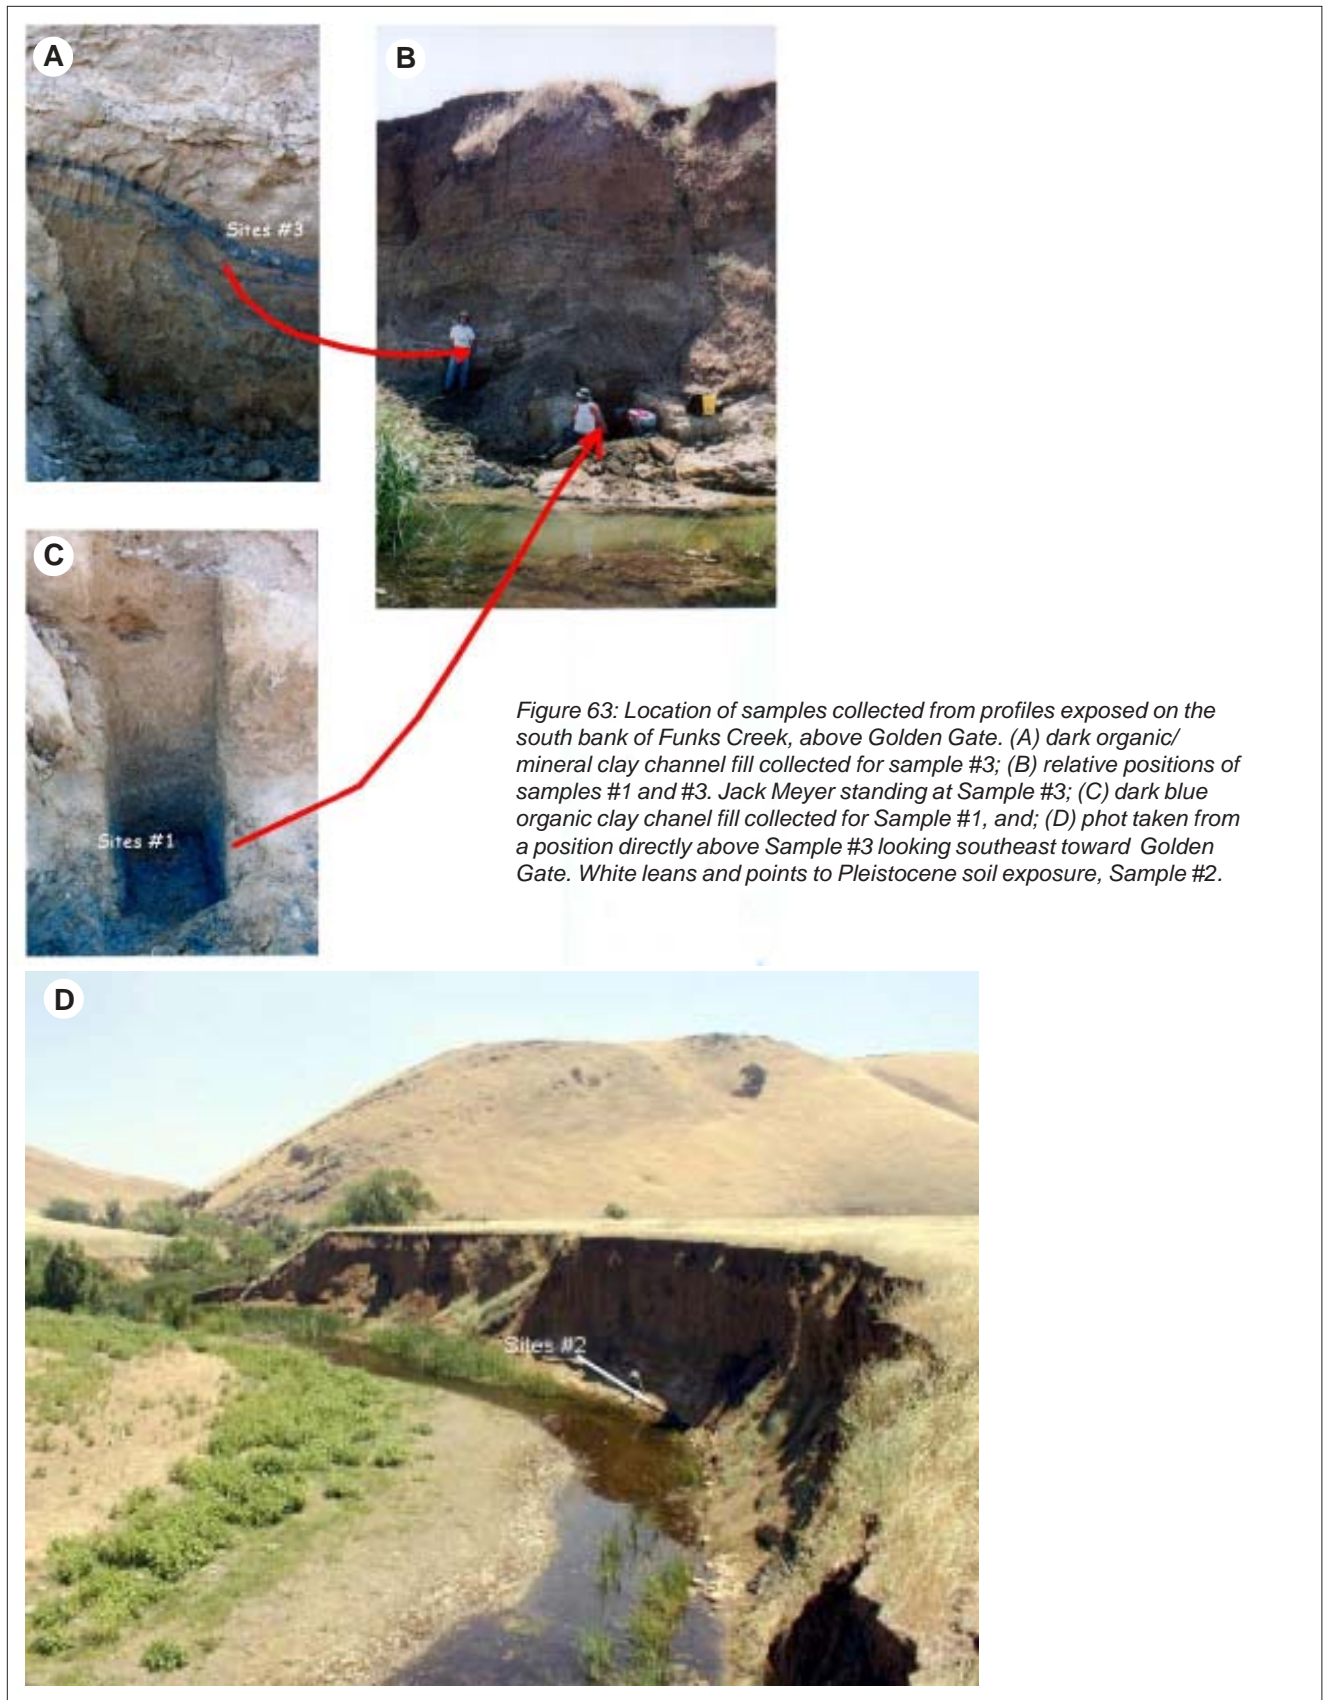 A
B
Sites #3
C
Sites #1
Figure 63: Location of samples collected from profiles exposed on the
south bank of Funks Creek, above Golden Gate. (A) dark organic/
mineral clay channel fill collected for sample #3; (B) relative positions of
samples #1 and #3. Jack Meyer standing at Sample #3; (C) dark blue
organic clay chanel fill collected for Sample #1, and; (D) phot taken from
a position directly above Sample #3 looking southeast toward Golden
Gate. White leans and points to Pleistocene soil exposure, Sample #2.
D
Sites #2